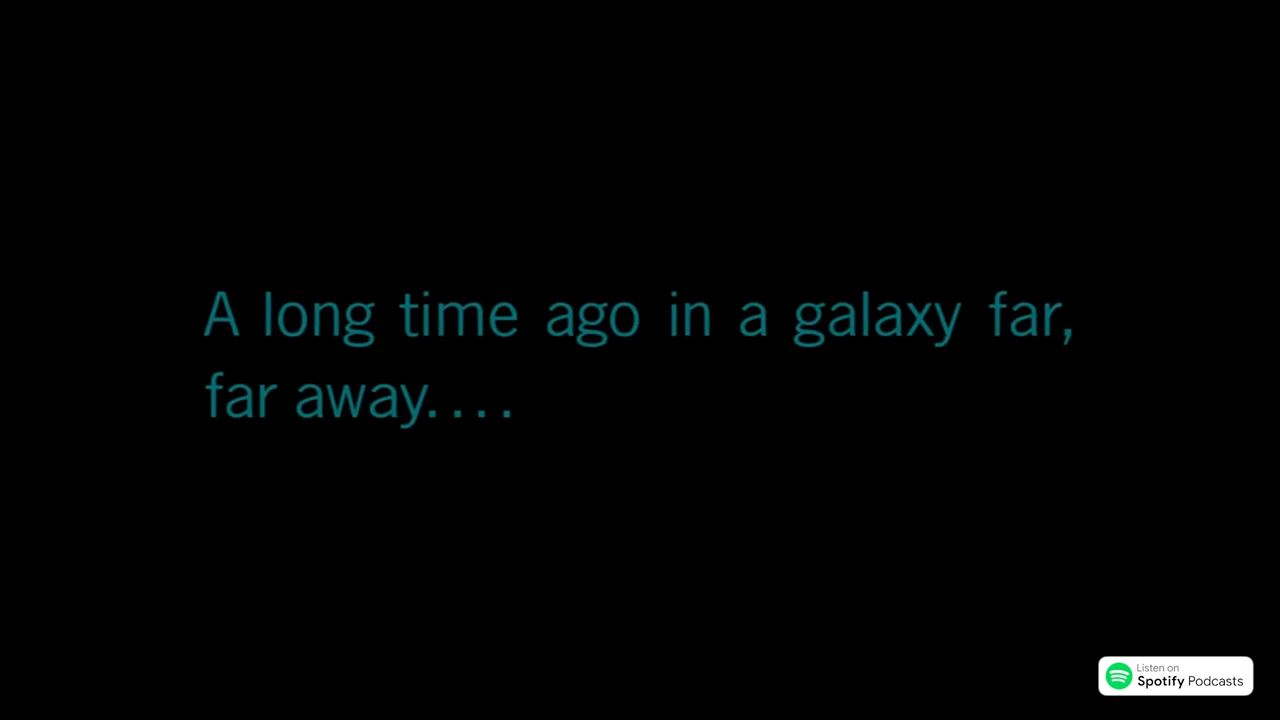 A long time ago in a galaxy far,
far away....
Listen on
Spotify Podcasts